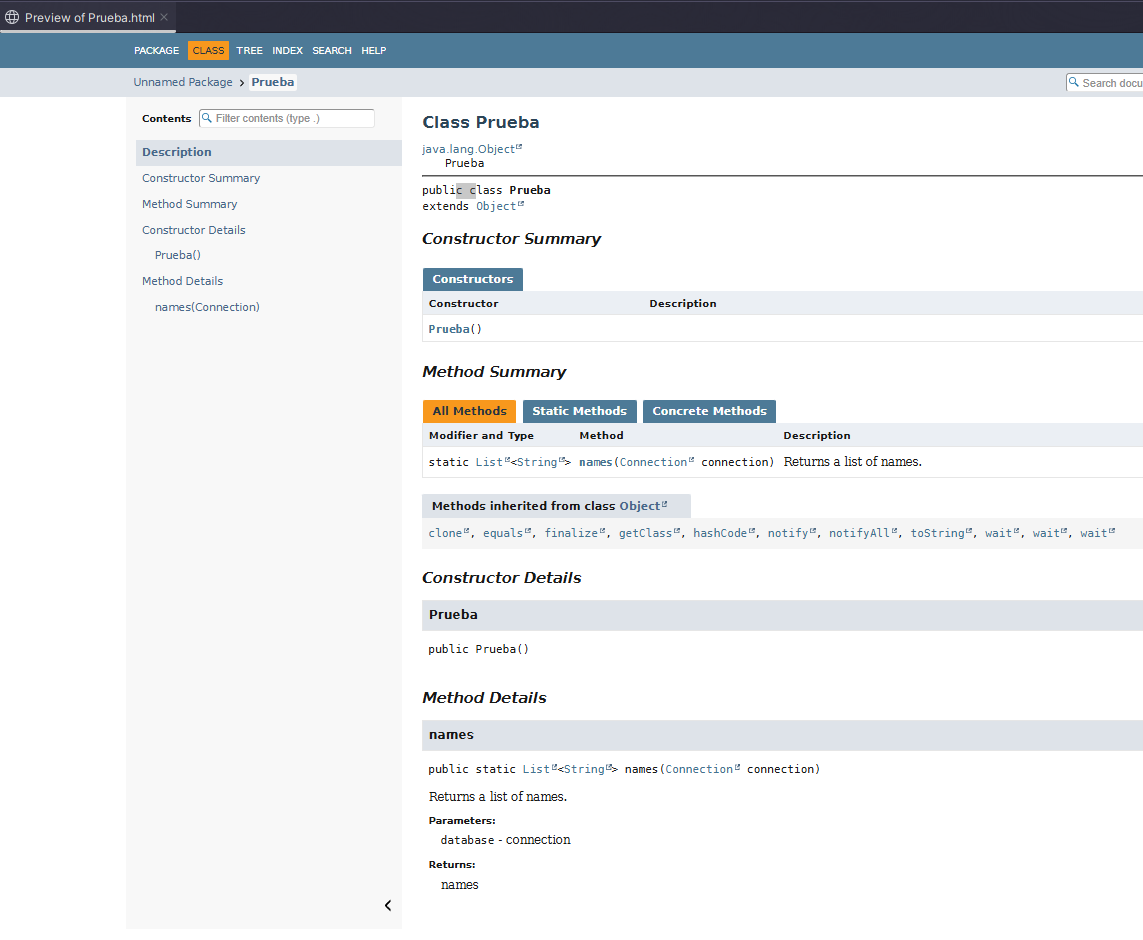 Preview of Prueba.html
PACKAGE CLASS TREE INDEX SEARCH HELP
Unnamed Package > Prueba
Search docu
Contents Filter contents (type .)
Description
Constructor Summary
Method Summary
Constructor Details
Prueba()
Method Details
names(Connection)
Class Prueba
java.lang.Object
Prueba
public class Prueba
extends Object
Constructor Summary
Constructors
Constructor Description
Prueba()
Method Summary
All Methods Static Methods Concrete Methods
Modifier and Type Method Description
static List<String> names(Connection connection) Returns a list of names.
Methods inherited from class Object
clone, equals, finalize, getClass, hashCode, notify, notifyAll, toString, wait, wait, wait
Constructor Details
Prueba
public Prueba()
Method Details
names
public static List<String> names(Connection connection)
Returns a list of names.
Parameters:
database - connection
Returns:
names